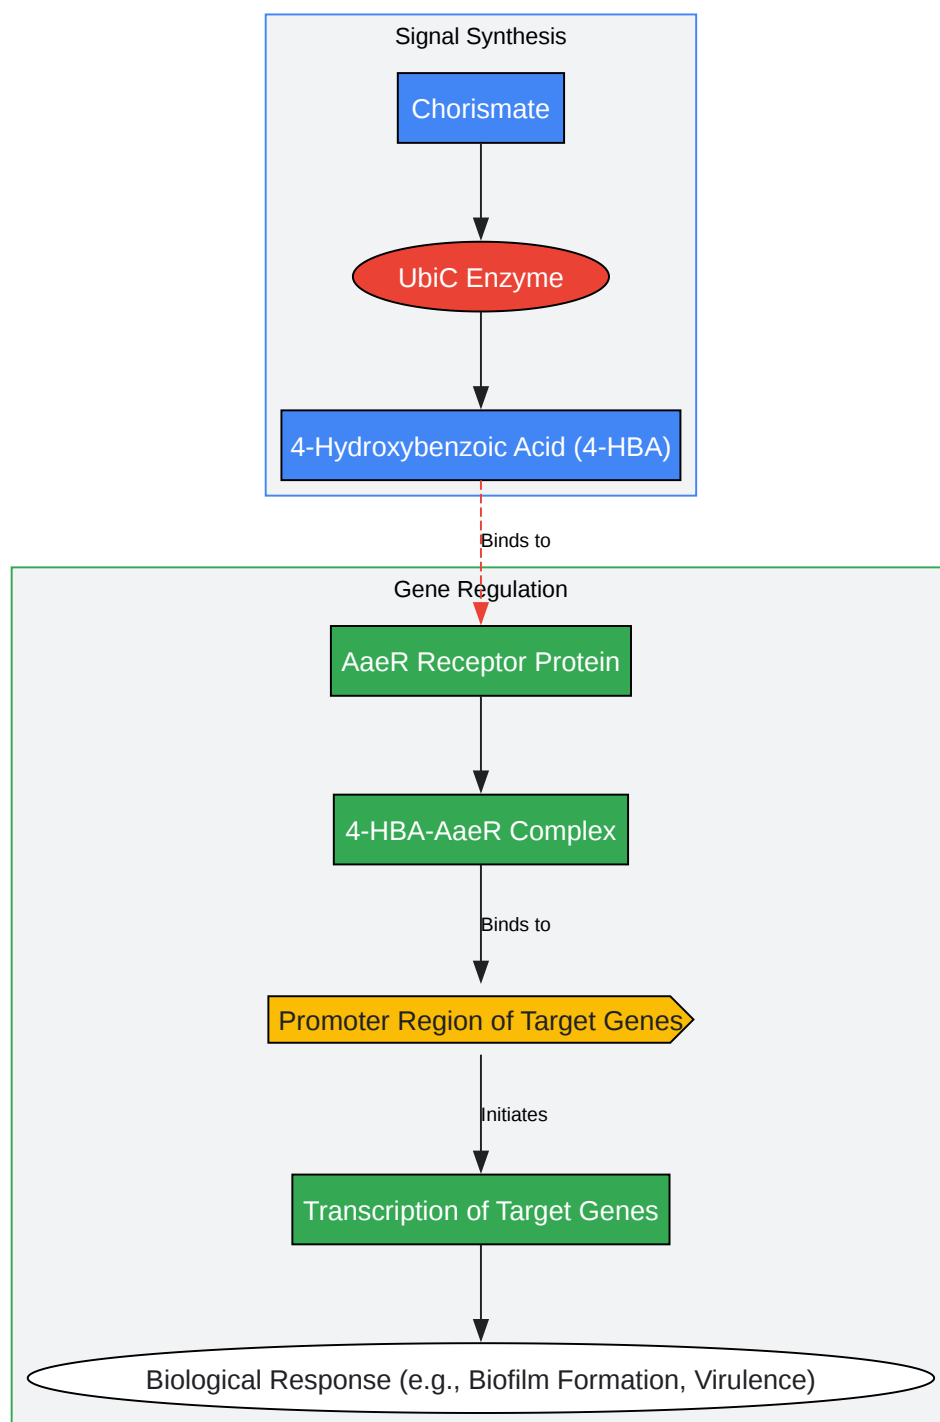 Signal Synthesis
Chorismate
UbiC Enzyme
4-Hydroxybenzoic Acid (4-HBA)
Binds to
Gene Regulation
AaeR Receptor Protein
4-HBA-AaeR Complex
Binds to
Promoter Region of Target Genes
Initiates
Transcription of Target Genes
Biological Response (e.g., Biofilm Formation, Virulence)